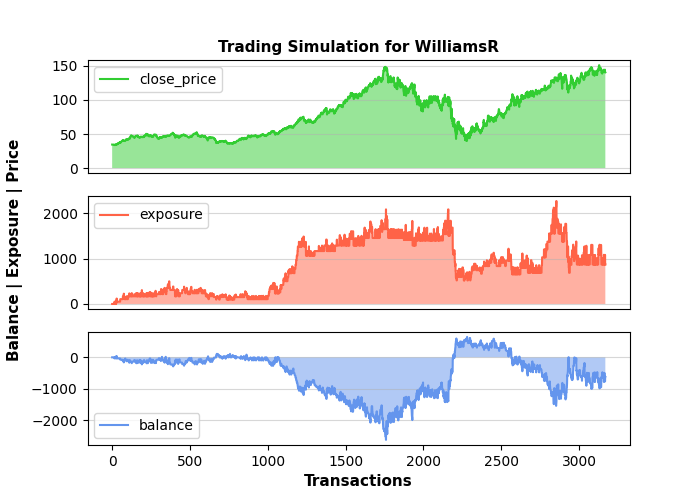 Trading Simulation for WilliamsR
Balance | Exposure | Price
150
100
50
0
close_price
2000
1000
0
exposure
0
−1000
−2000
balance
0 500 1000 1500 2000 2500 3000
Transactions